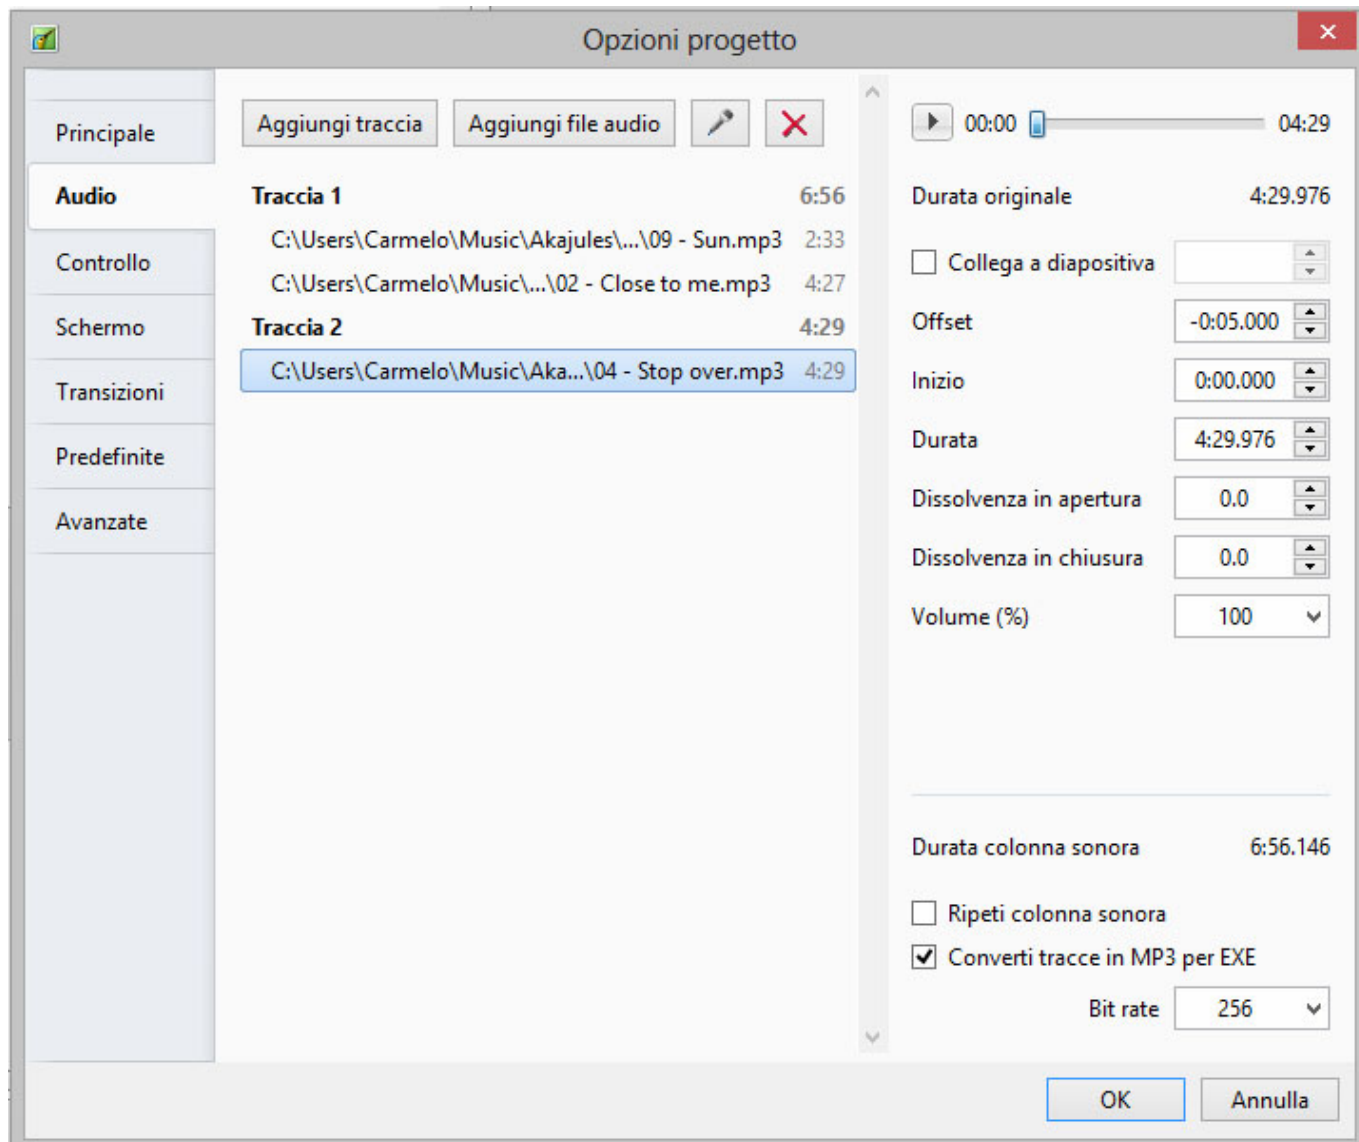 Opzioni progetto
Principale
Audio
Controllo
Schermo
Transizioni
Predefinite
Avanzate
Aggiungi traccia Aggiungi file audio
Traccia 1 6:56
C:\Users\Carmelo\Music\Akajules\...\09 - Sun.mp3 2:33
C:\Users\Carmelo\Music\...\02 - Close to me.mp3 4:27
Traccia 2 4:29
C:\Users\Carmelo\Music\Aka...\04 - Stop over.mp3 4:29
00:00 04:29
Durata originale 4:29.976
Collega a diapositiva
Offset -0:05.000
Inizio 0:00.000
Durata 4:29.976
Dissolvenza in apertura 0.0
Dissolvenza in chiusura 0.0
Volume (%) 100
Durata colonna sonora 6:56.146
Ripeti colonna sonora
Converti tracce in MP3 per EXE
Bit rate 256
OK Annulla